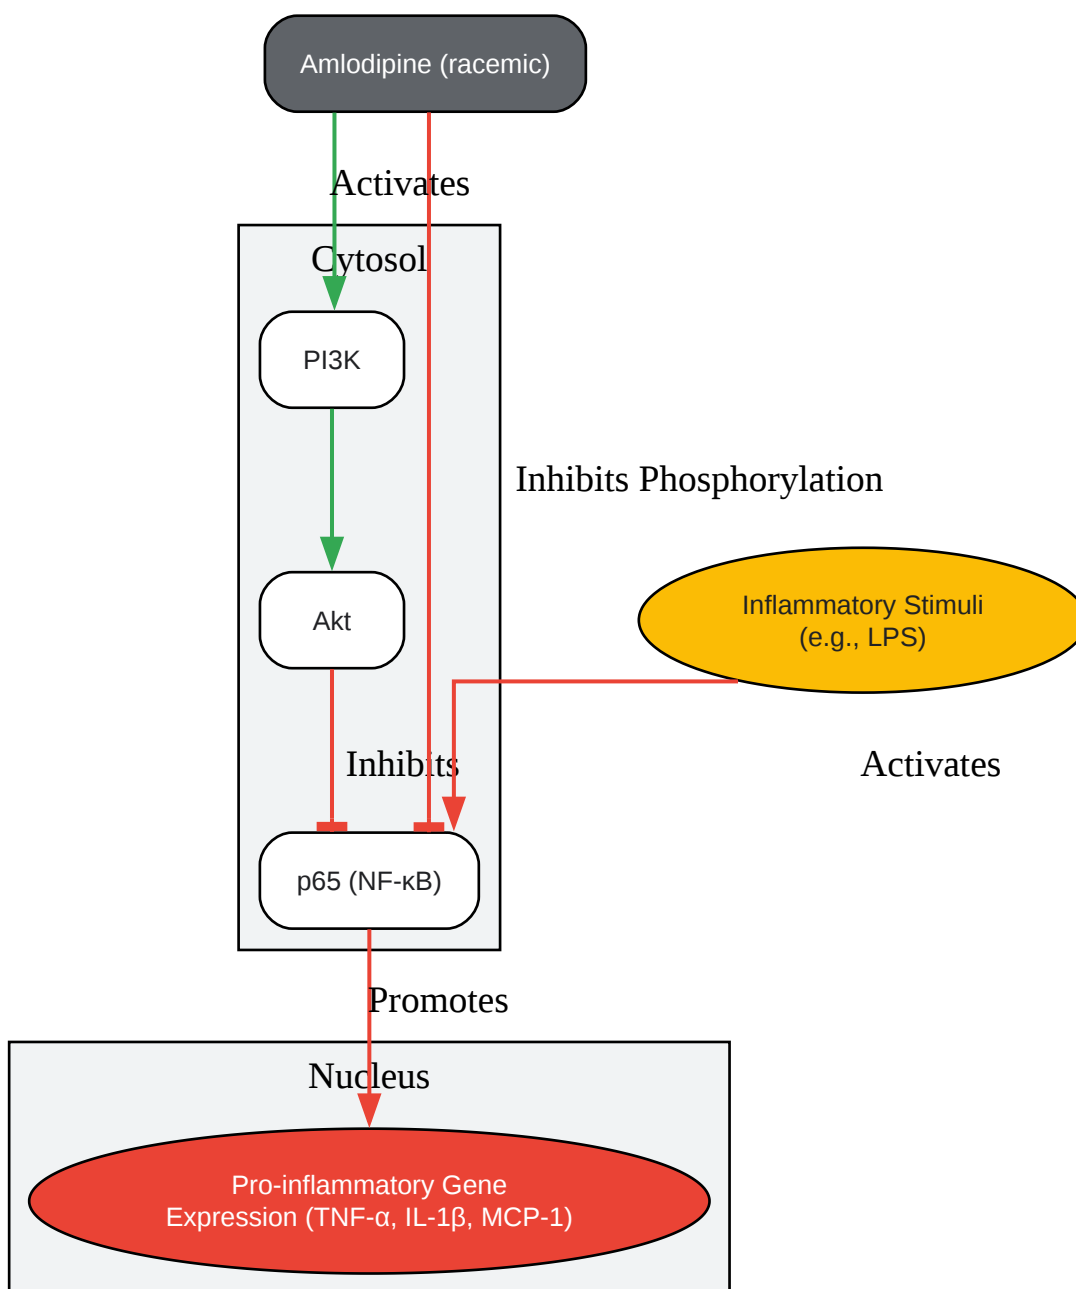 Amlodipine (racemic)
Activates
Cytosol
PI3K
Inhibits Phosphorylation
Akt
Inflammatory Stimuli
(e.g., LPS)
Inhibits
Activates
p65 (NF-κB)
Promotes
Nucleus
Pro-inflammatory Gene
Expression (TNF-α, IL-1β, MCP-1)